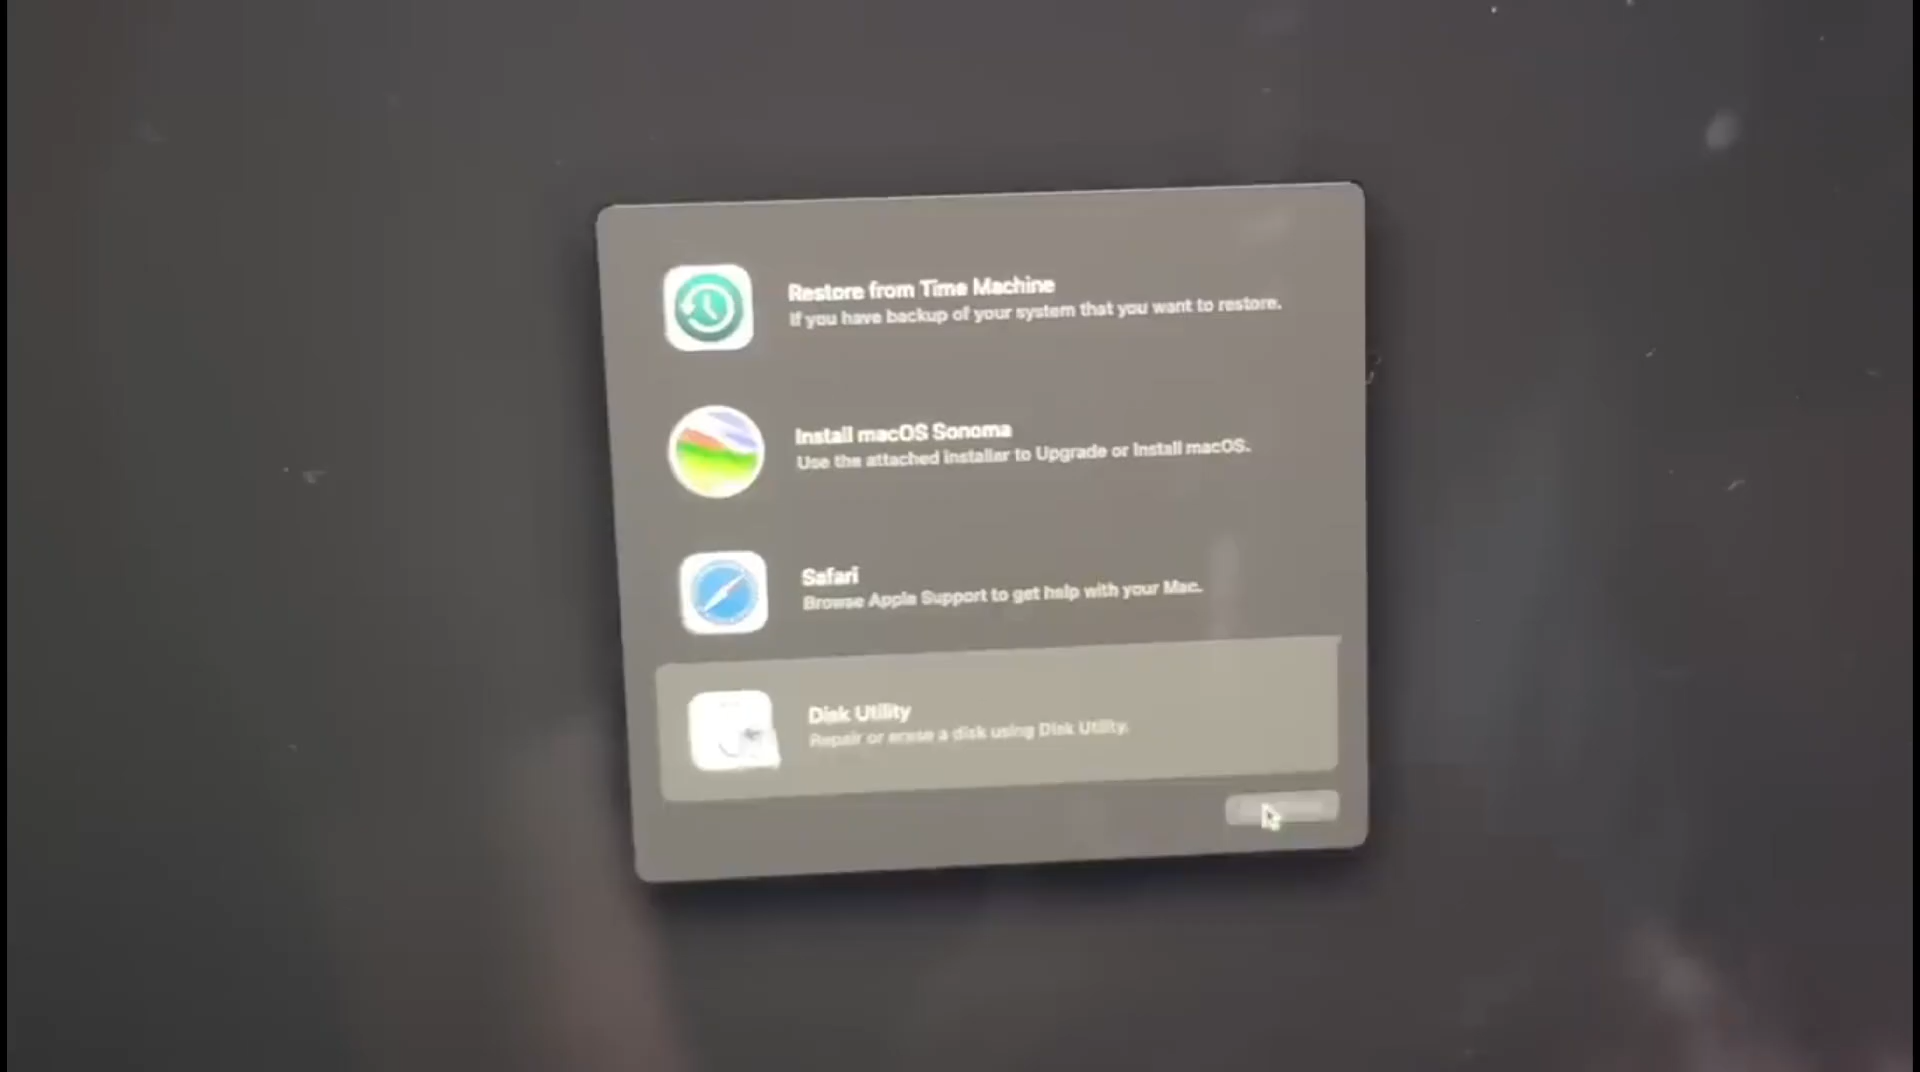 Restore from Time Machine
If you have backup of your system that you want to restore.
Install macOS Sonoma
Use the attached installer to Upgrade or Install macOS.
Safari
Browse Apple Support to get help with your Mac.
Disk Utility
Repair or erase a disk using Disk Utility.